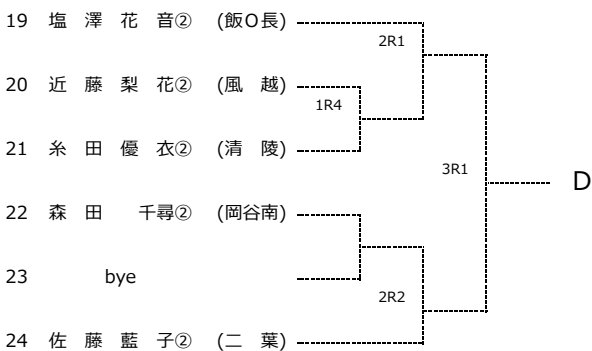 19 塩 澤 花 音② (飯O長)
2R1
20 近 藤 梨 花② (風 越)
1R4
21 糸 田 優 衣② (清 陵)
3R1
D
22 森 田 千尋② (岡谷南)
23 bye
2R2
24 佐 藤 藍 子② (二 葉)